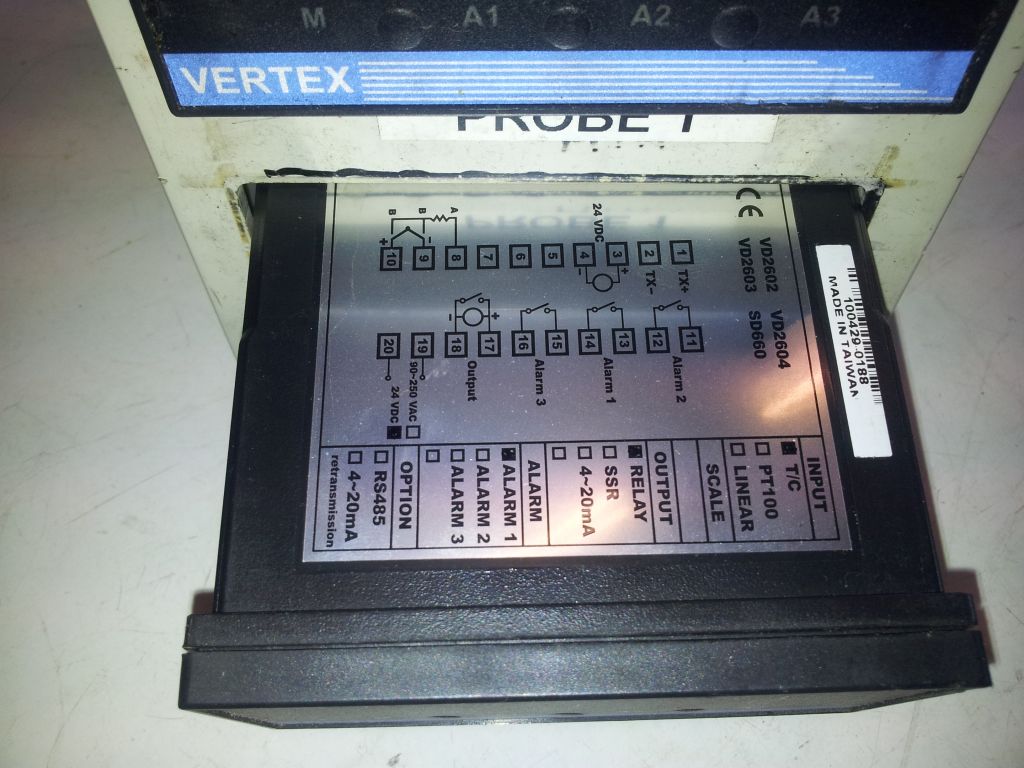 M A1 A2 A3
VERTEX
PROBE 1
MADE IN TAIWAN
100429-0188
CE
VD2602 VD2604
VD2603 SD660
1 TX+
2 TX-
3 +
4 -
24 VDC
5
6
7
8 A
9 - B
10 + B
11
12
Alarm 2
13
14
Alarm 1
15
16
Alarm 3
17 +
18 -
Output
19
90~250 VAC
20
24 VDC
INPUT
T/C
PT100
LINEAR
SCALE
OUTPUT
RELAY
SSR
4~20mA
ALARM
ALARM 1
ALARM 2
ALARM 3
OPTION
RS485
4~20mA
retransmission